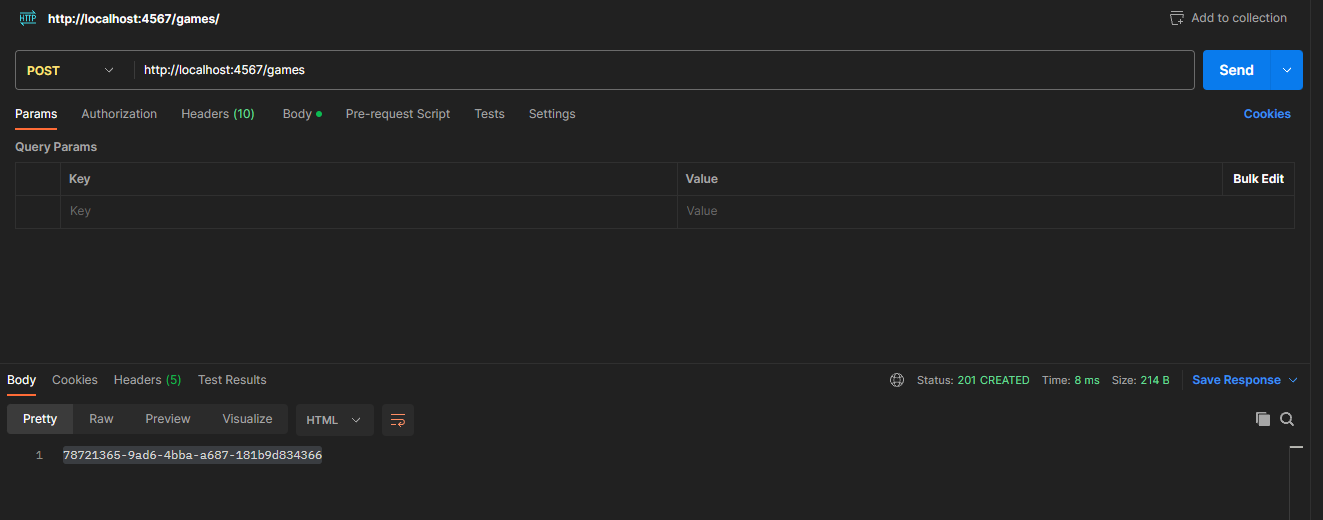 HTTP http://localhost:4567/games/ Add to collection
POST http://localhost:4567/games Send
Params Authorization Headers (10) Body Pre-request Script Tests Settings Cookies
Query Params
Key Value Bulk Edit
Key Value
Body Cookies Headers (5) Test Results Status: 201 CREATED Time: 8 ms Size: 214 B Save Response
Pretty Raw Preview Visualize HTML
1 78721365-9ad6-4bba-a687-181b9d834366